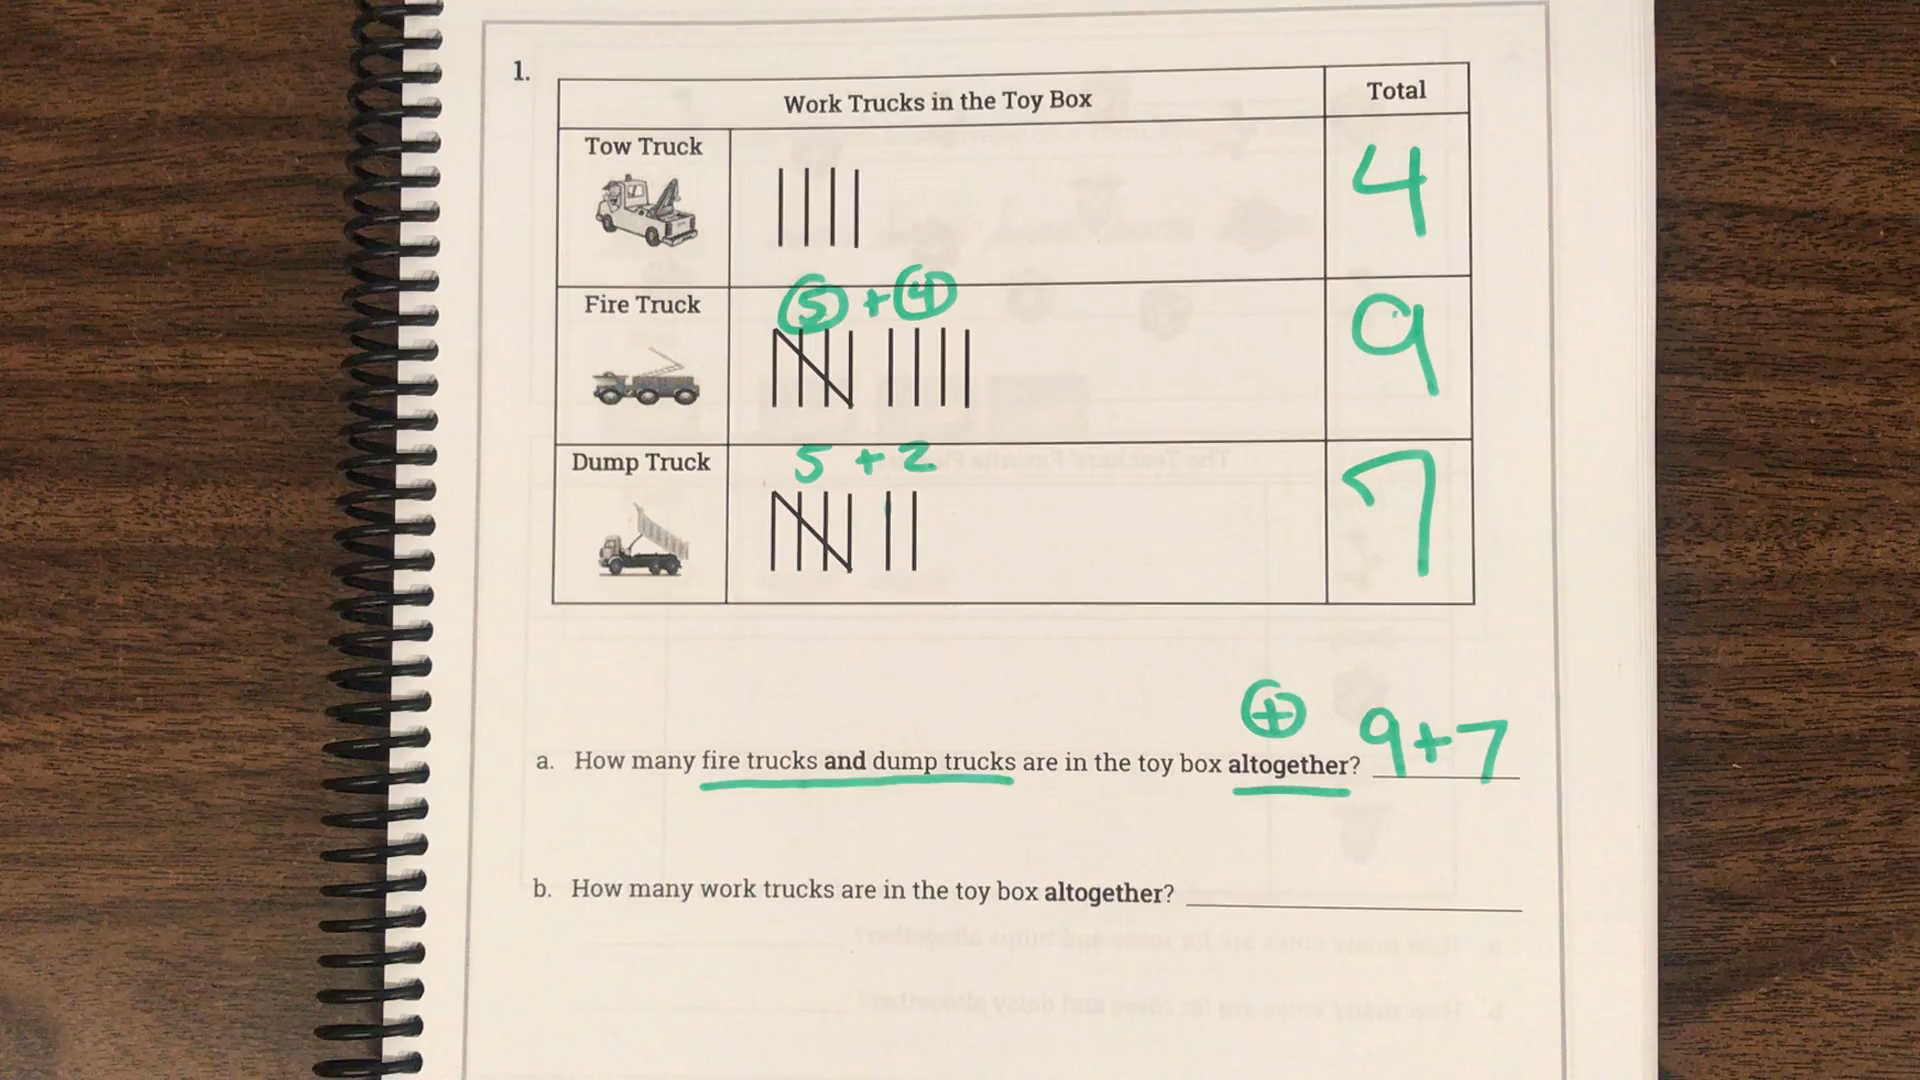 1.
Work Trucks in the Toy Box Total
Tow Truck 4
5 + 4
Fire Truck 9
5 + 2
Dump Truck 7
+
a. How many fire trucks and dump trucks are in the toy box altogether? 9+7
b. How many work trucks are in the toy box altogether?